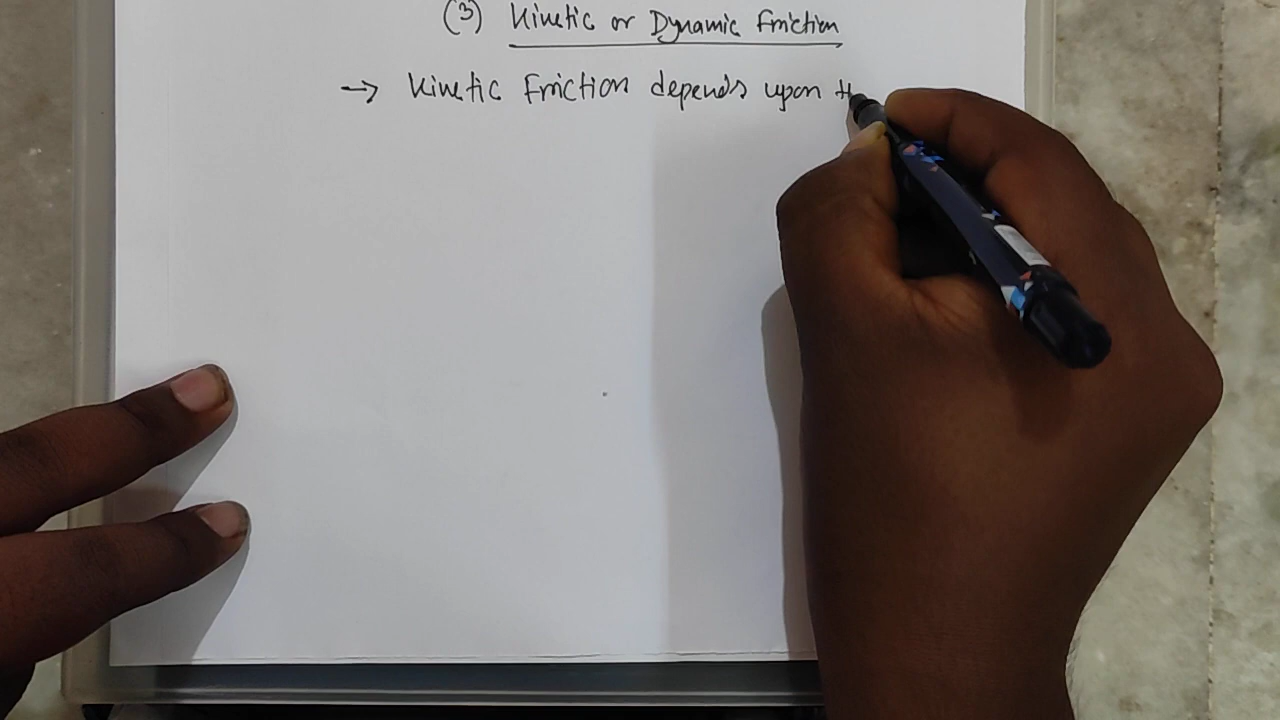 (3) Kinetic or Dynamic Friction
→ Kinetic Friction depends upon